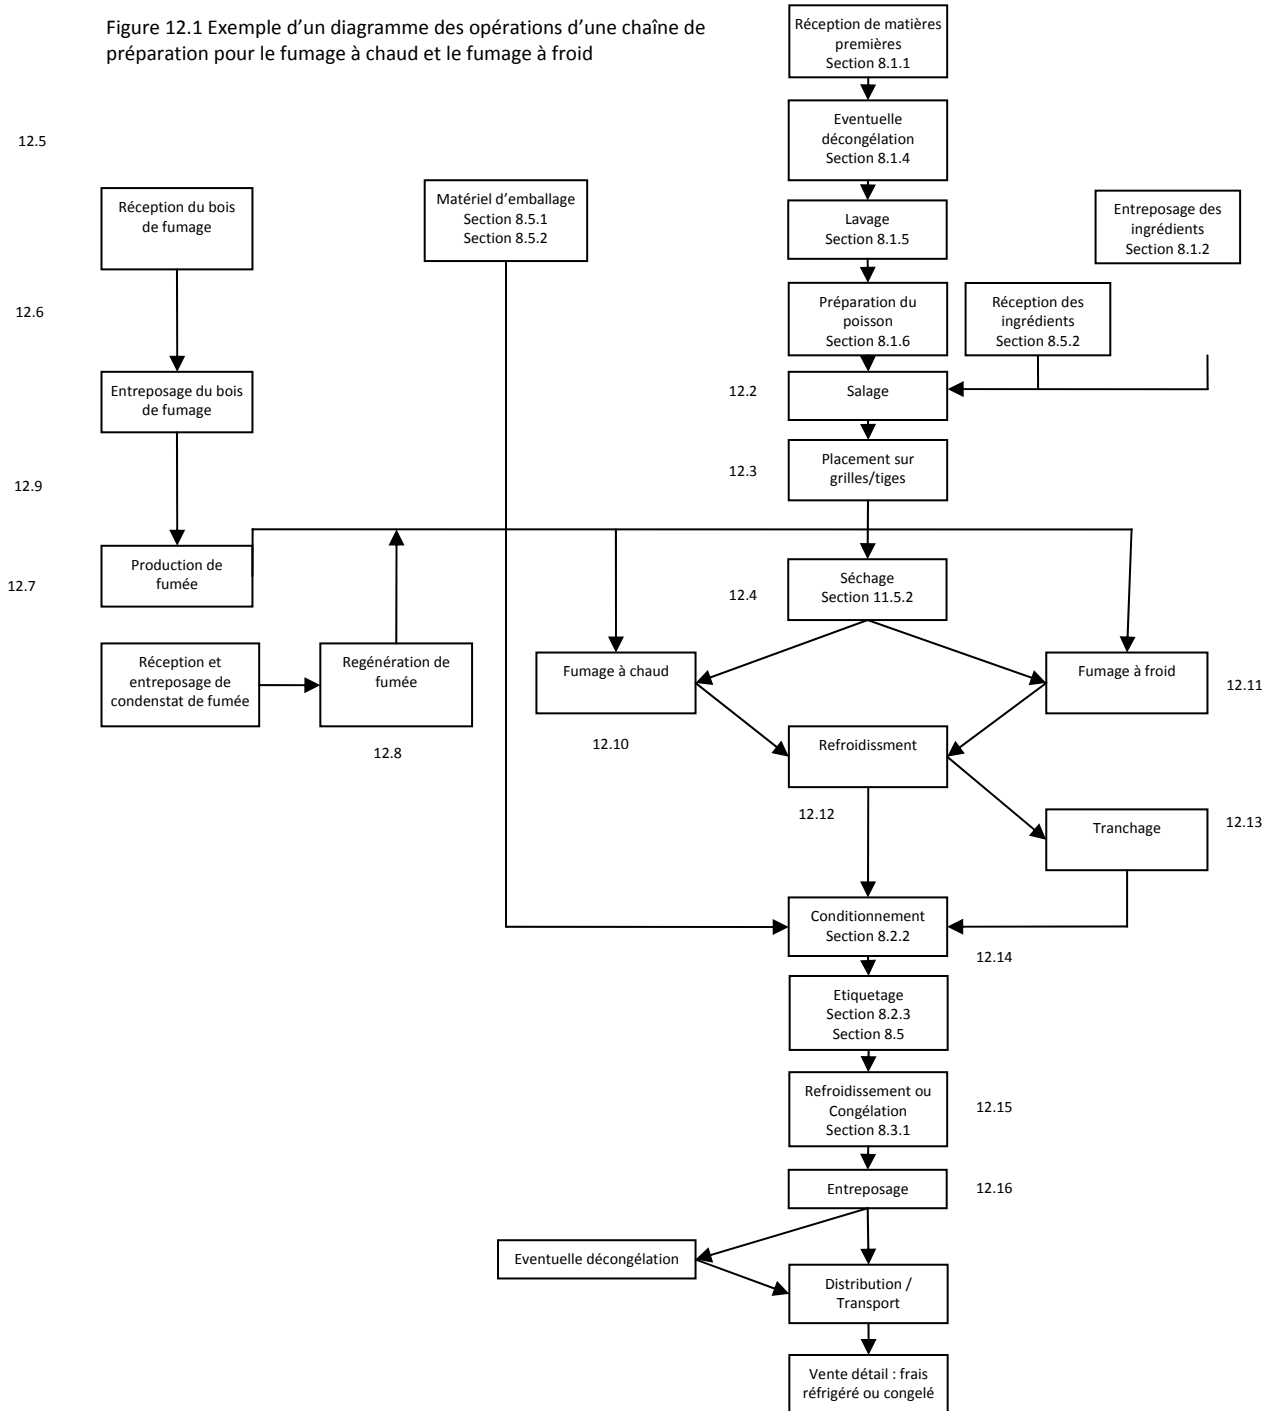 Figure 12.1 Exemple d'un diagramme des opérations d'une chaîne de
préparation pour le fumage à chaud et le fumage à froid
Réception de matières
premières
Section 8.1.1
12.5
Eventuelle
décongélation
Section 8.1.4
Réception du bois
de fumage
Matériel d'emballage
Section 8.5.1
Section 8.5.2
Lavage
Section 8.1.5
Entreposage des
ingrédients
Section 8.1.2
12.6
Préparation du
poisson
Section 8.1.6
Réception des
ingrédients
Section 8.5.2
Entreposage du bois
de fumage
12.2
Salage
12.9
12.3
Placement sur
grilles/tiges
12.7
Production de
fumée
12.4
Séchage
Section 11.5.2
Réception et
entreposage de
condenstat de fumée
Regénération de
fumée
12.8
Fumage à chaud
12.10
Fumage à froid
12.11
Refroidissment
12.12
Tranchage
12.13
Conditionnement
Section 8.2.2
12.14
Etiquetage
Section 8.2.3
Section 8.5
Refroidissement ou
Congélation
Section 8.3.1
12.15
Entreposage
12.16
Eventuelle décongélation
Distribution /
Transport
Vente détail : frais
réfrigéré ou congelé